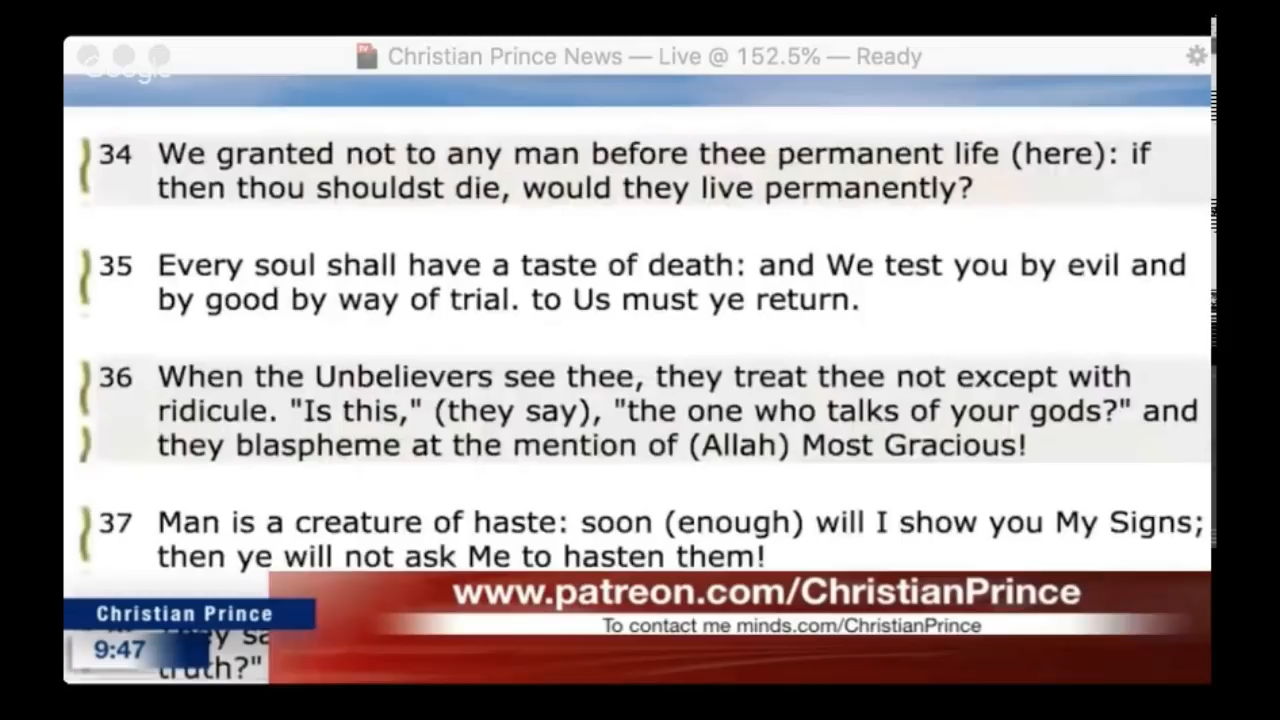 Christian Prince News — Live @ 152.5% — Ready
Google
34 We granted not to any man before thee permanent life (here): if
then thou shouldst die, would they live permanently?
35 Every soul shall have a taste of death: and We test you by evil and
by good by way of trial. to Us must ye return.
36 When the Unbelievers see thee, they treat thee not except with
ridicule. "Is this," (they say), "the one who talks of your gods?" and
they blaspheme at the mention of (Allah) Most Gracious!
37 Man is a creature of haste: soon (enough) will I show you My Signs;
then ye will not ask Me to hasten them!
www.patreon.com/ChristianPrince
Christian Prince
To contact me minds.com/ChristianPrince
9:47
truth?"